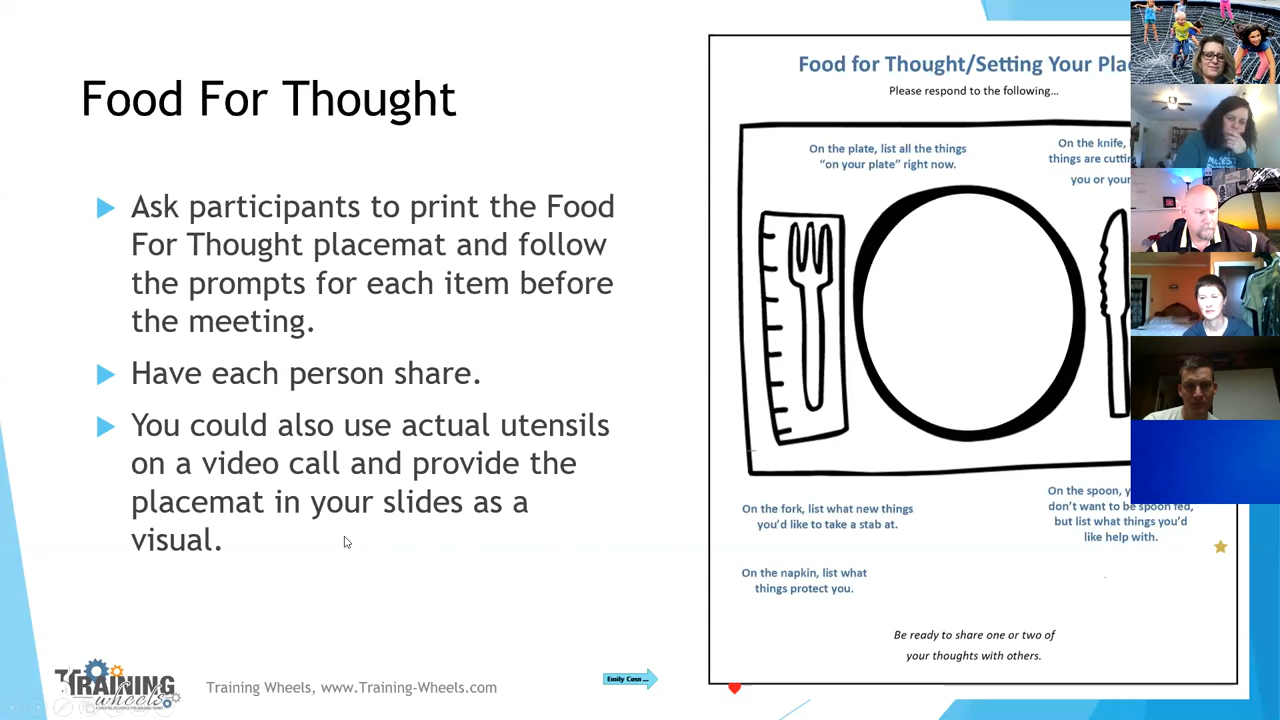 Food For Thought
Ask participants to print the Food
For Thought placemat and follow
the prompts for each item before
the meeting.
Have each person share.
You could also use actual utensils
on a video call and provide the
placemat in your slides as a
visual.
Food for Thought/Setting Your
Please respond to the following...
On the plate, list all the things
“on your plate” right now.
On the knife,
things are
you or your
On the fork, list what new things
you’d like to take a stab at.
On the spoon,
don’t want to be spoon fed,
but list what things you’d
like help with.
On the napkin, list what
things protect you.
Be ready to share one or two of
your thoughts with others.
TRAINING
wheels
Training Wheels, www.Training-Wheels.com
Emily Cosn ...